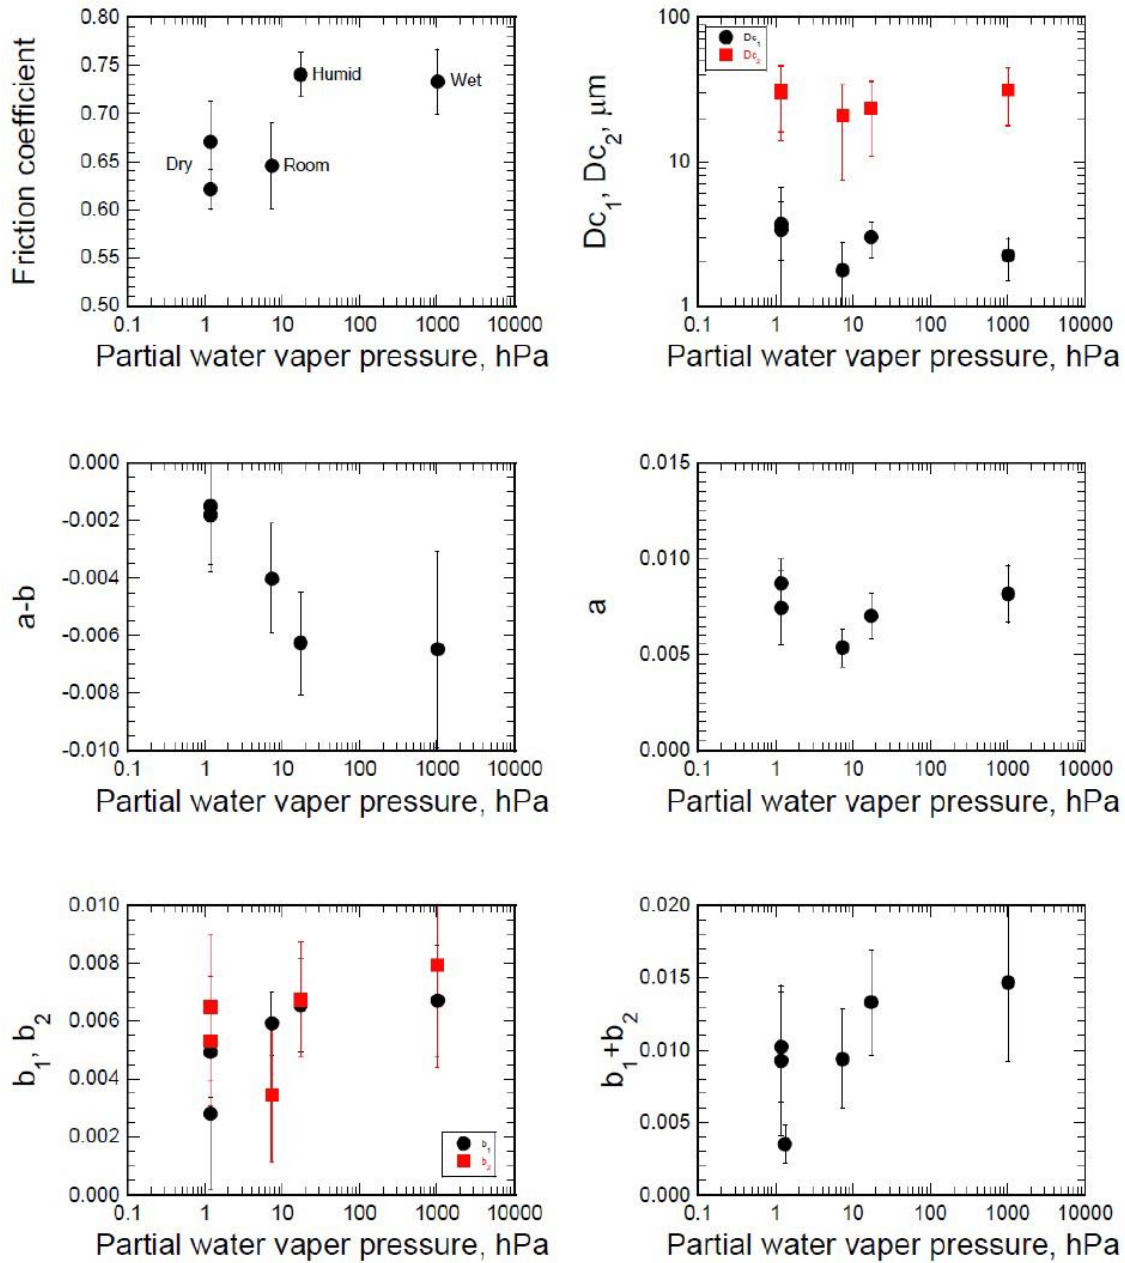 Friction coefficient
0.80
0.75
0.70
0.65
0.60
0.55
0.50
Humid
Wet
Dry
Room
0.1 1 10 100 1000 10000
Partial water vaper pressure, hPa
Dc1, Dc2, μm
100
10
1
Dc1
Dc2
0.1 1 10 100 1000 10000
Partial water vaper pressure, hPa
a-b
0.000
-0.002
-0.004
-0.006
-0.008
-0.010
0.1 1 10 100 1000 10000
Partial water vaper pressure, hPa
a
0.015
0.010
0.005
0.000
0.1 1 10 100 1000 10000
Partial water vaper pressure, hPa
b1, b2
0.010
0.008
0.006
0.004
0.002
0.000
b1
b2
0.1 1 10 100 1000 10000
Partial water vaper pressure, hPa
b1+b2
0.020
0.015
0.010
0.005
0.000
0.1 1 10 100 1000 10000
Partial water vaper pressure, hPa